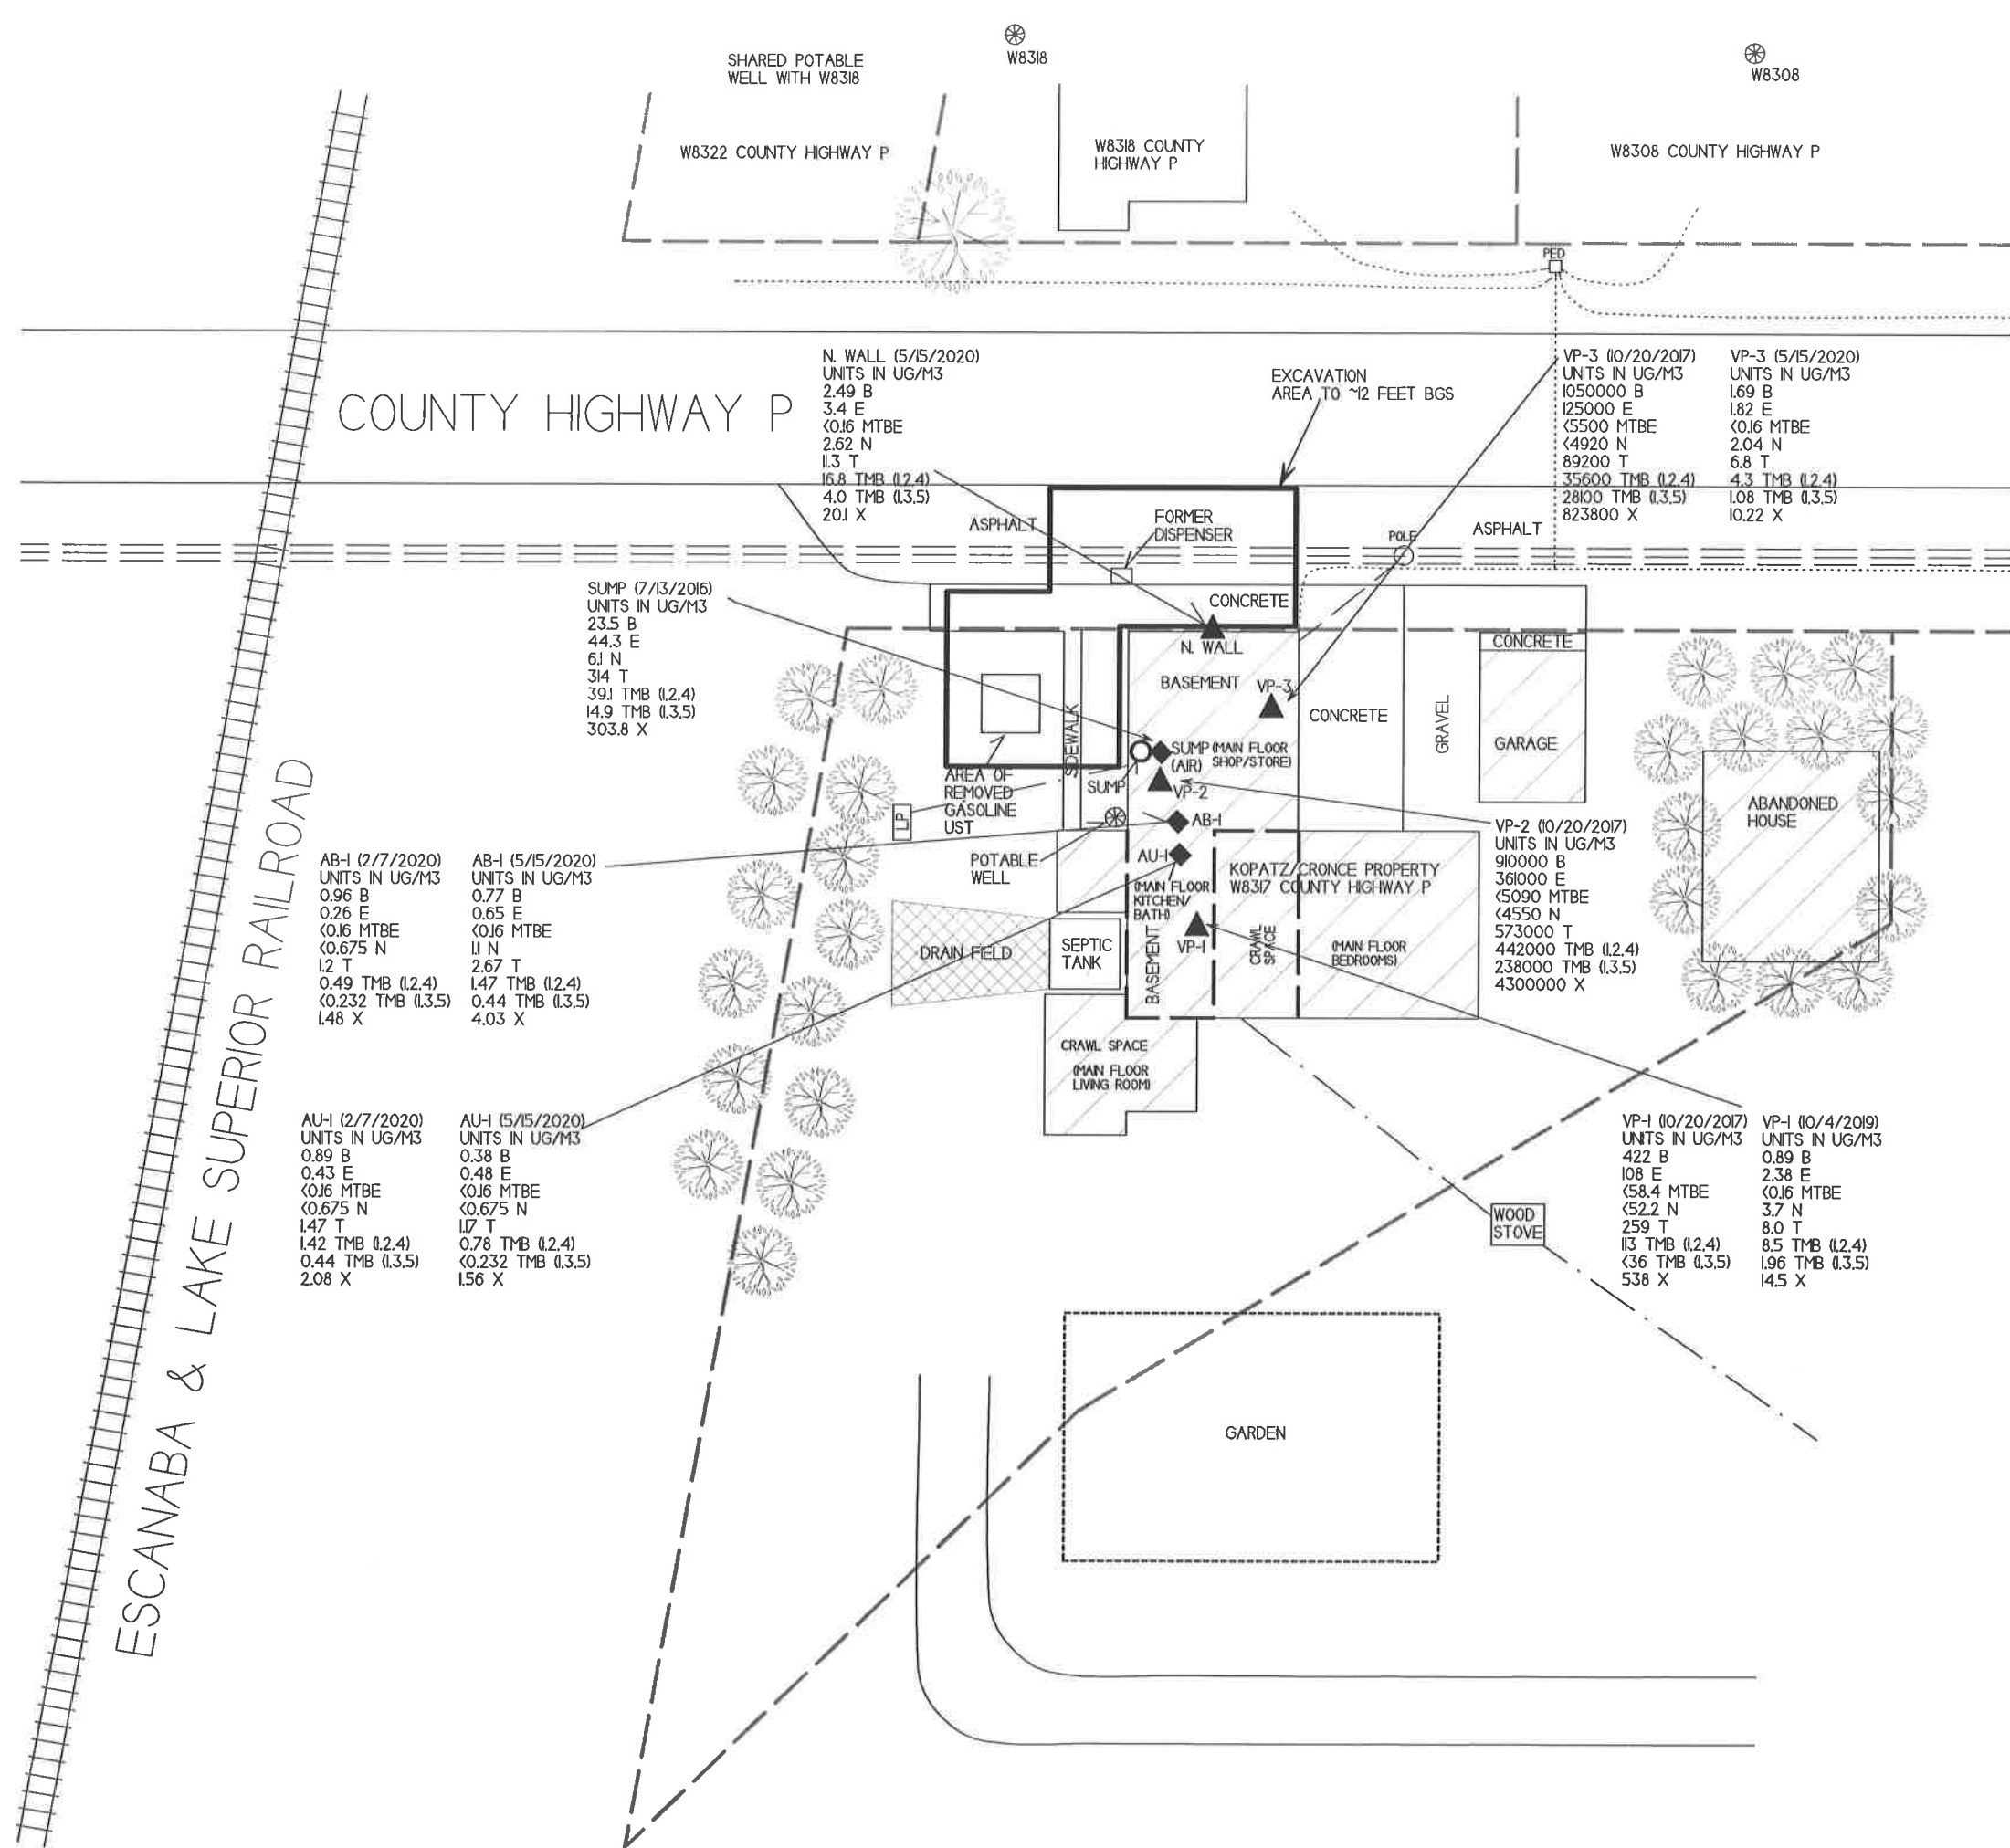 SHARED POTABLE
WELL WITH W8318
W8318
W8308
W8322 COUNTY HIGHWAY P
W8318 COUNTY
HIGHWAY P
W8308 COUNTY HIGHWAY P
PED
COUNTY HIGHWAY P
N. WALL (5/15/2020)
UNITS IN UG/M3
2.49 B
3.4 E
<0.16 MTBE
2.62 N
11.3 T
16.8 TMB (1,2,4)
4.0 TMB (1,3,5)
20.1 X
EXCAVATION
AREA TO ~12 FEET BGS
VP-3 (10/20/2017)
UNITS IN UG/M3
1050000 B
125000 E
<5500 MTBE
<4920 N
89200 T
35600 TMB (1,2,4)
28100 TMB (1,3,5)
823800 X
VP-3 (5/15/2020)
UNITS IN UG/M3
1.69 B
1.82 E
<0.16 MTBE
2.04 N
6.8 T
4.3 TMB (1,2,4)
1.08 TMB (1,3,5)
10.22 X
ASPHALT
FORMER
DISPENSER
POLE
ASPHALT
SUMP (7/13/2016)
UNITS IN UG/M3
23.5 B
44.3 E
6.1 N
314 T
39.1 TMB (1,2,4)
14.9 TMB (1,3,5)
303.8 X
CONCRETE
N. WALL
BASEMENT
VP-3
CONCRETE
GRAVEL
CONCRETE
GARAGE
SIDEWALK
SUMP
(AIR)
(MAIN FLOOR
SHOP/STORE)
SUMP
VP-2
AREA OF
REMOVED
GASOLINE
UST
LP
AB-1
AU-1
POTABLE
WELL
ABANDONED
HOUSE
VP-2 (10/20/2017)
UNITS IN UG/M3
910000 B
361000 E
<5090 MTBE
<4550 N
573000 T
442000 TMB (1,2,4)
238000 TMB (1,3,5)
4300000 X
KOPATZ/CRONCE PROPERTY
W8317 COUNTY HIGHWAY P
(MAIN FLOOR
KITCHEN/
BATH)
VP-1
BASEMENT
CRAWL
SPACE
(MAIN FLOOR
BEDROOMS)
DRAIN FIELD
SEPTIC
TANK
CRAWL SPACE
(MAIN FLOOR
LIVING ROOM)
AB-1 (2/7/2020)
UNITS IN UG/M3
0.96 B
0.26 E
<0.16 MTBE
<0.675 N
1.2 T
0.49 TMB (1,2,4)
<0.232 TMB (1,3,5)
1.48 X
AB-1 (5/15/2020)
UNITS IN UG/M3
0.77 B
0.65 E
<0.16 MTBE
1.1 N
2.67 T
1.47 TMB (1,2,4)
0.44 TMB (1,3,5)
4.03 X
AU-1 (2/7/2020)
UNITS IN UG/M3
0.89 B
0.43 E
<0.16 MTBE
<0.675 N
1.47 T
1.42 TMB (1,2,4)
0.44 TMB (1,3,5)
2.08 X
AU-1 (5/15/2020)
UNITS IN UG/M3
0.38 B
0.48 E
<0.16 MTBE
<0.675 N
1.17 T
0.78 TMB (1,2,4)
<0.232 TMB (1,3,5)
1.56 X
VP-1 (10/20/2017)
UNITS IN UG/M3
422 B
108 E
<58.4 MTBE
<52.2 N
259 T
113 TMB (1,2,4)
<36 TMB (1,3,5)
538 X
VP-1 (10/4/2019)
UNITS IN UG/M3
0.89 B
2.38 E
<0.16 MTBE
3.7 N
8.0 T
8.5 TMB (1,2,4)
1.96 TMB (1,3,5)
14.5 X
WOOD
STOVE
GARDEN
ESCANABA & LAKE SUPERIOR RAILROAD